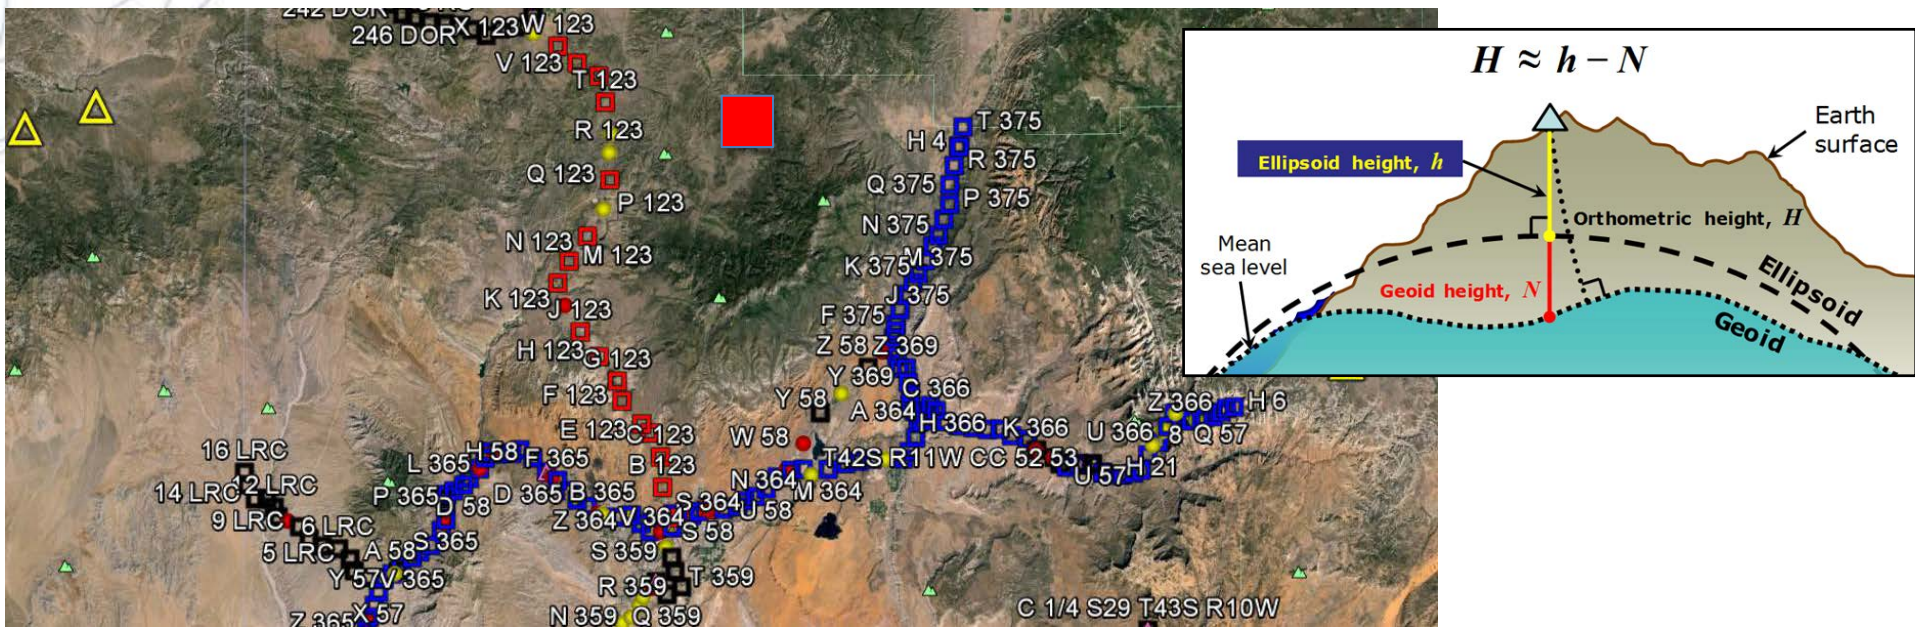 242 DOR
246 DOR
X 123
W 123
V 123
T 123
R 123
Q 123
P 123
N 123
M 123
K 123
J 123
H 123
G 123
F 123
E 123
C 123
B 123
T 375
H 4
R 375
Q 375
P 375
N 375
M 375
K 375
J 375
F 375
Z 58
Z 369
Y 369
C 366
Y 58
A 364
H 366
K 366
Z 366
H 6
U 366
8
Q 57
W 58
T42S R11W CC
52
53
H 21
U 57
16 LRC
L 365
H 58
F 365
14 LRC
12 LRC
P 365
D 58
D 365
B 365
N 364
M 364
9 LRC
6 LRC
Z 364
V 364
S 364
U 58
S 58
5 LRC
A 58
S 365
S 359
Y 57
V 365
R 359
T 359
Z 365
X 57
N 359
Q 359
C 1/4 S29 T43S R10W
H ≈ h − N
Earth
surface
Ellipsoid height, h
Orthometric height, H
Mean
sea level
Geoid height, N
Ellipsoid
Geoid